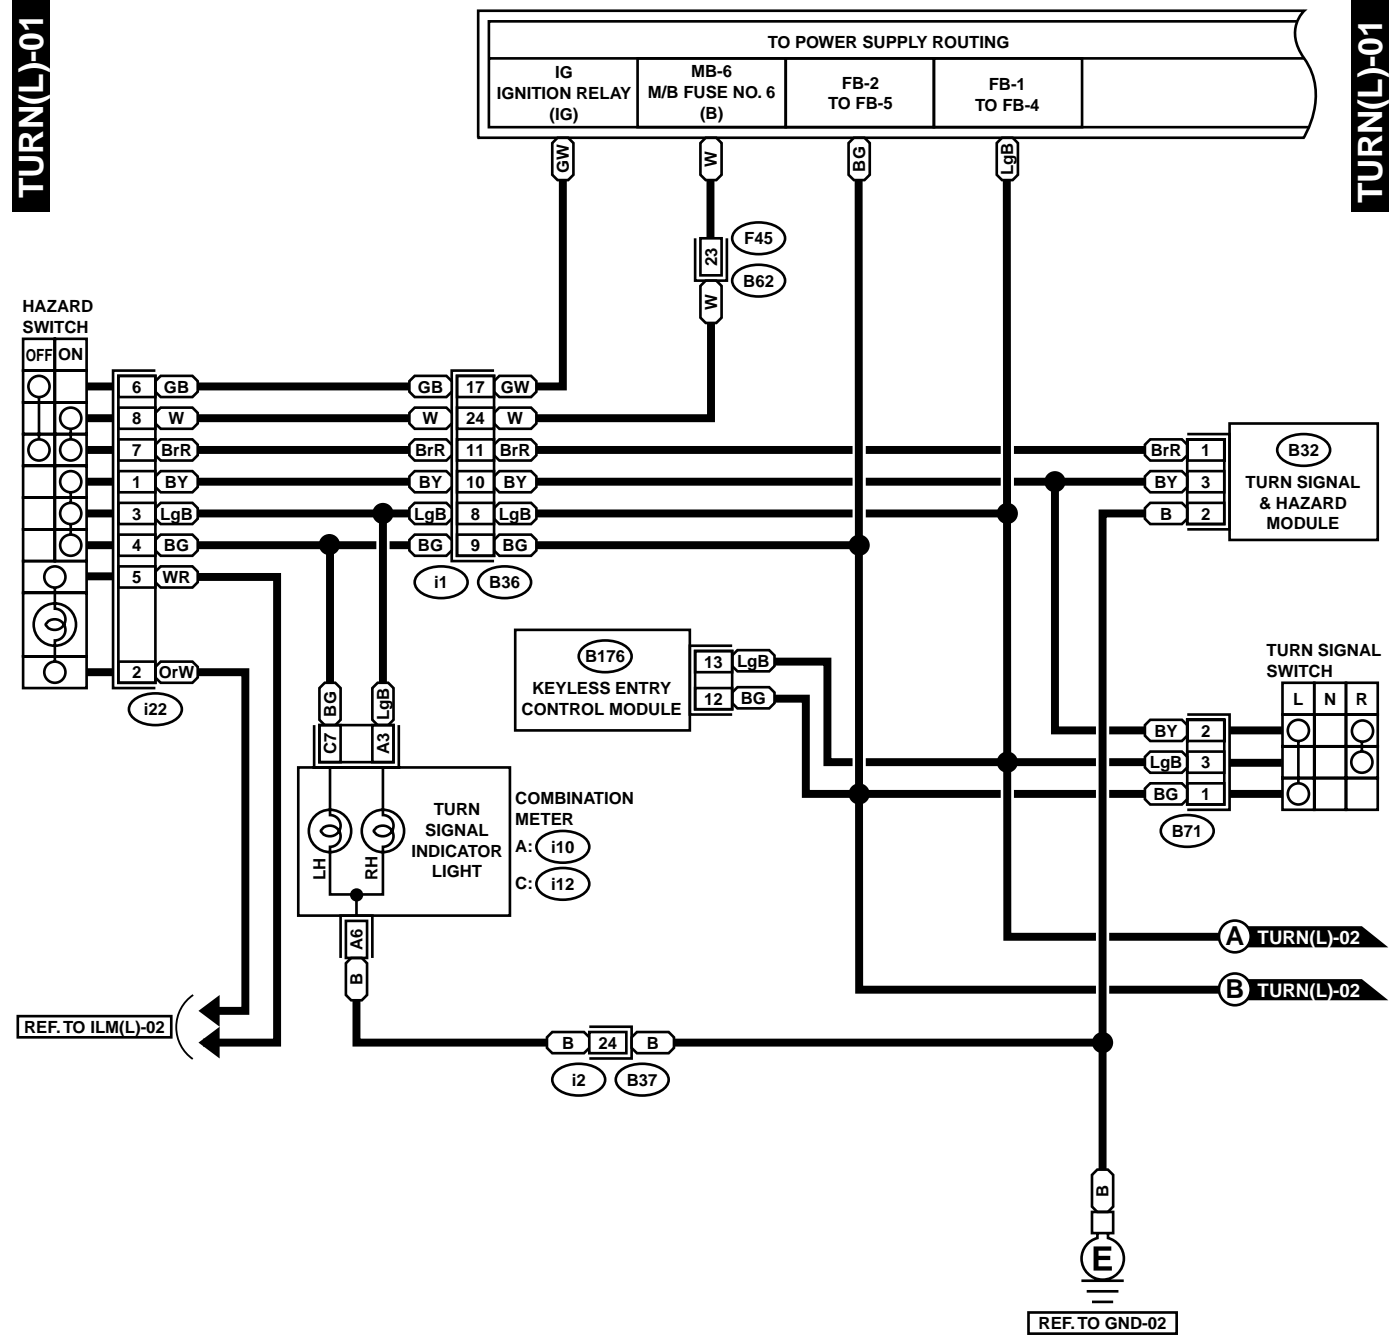 TURN(L)-01
TURN(L)-01
TO POWER SUPPLY ROUTING
IG
IGNITION RELAY
(IG)
MB-6
M/B FUSE NO. 6
(B)
FB-2
TO FB-5
FB-1
TO FB-4
GW
W
BG
LgB
23
F45
B62
W
HAZARD
SWITCH
OFF ON
6 GB GB 17 GW
8 W W 24 W
7 BrR BrR 11 BrR BrR 1
1 BY BY 10 BY BY 3
3 LgB LgB 8 LgB B 2
4 BG BG 9 BG
5 WR
2 OrW
i22
i1 B36
B32
TURN SIGNAL
& HAZARD
MODULE
B176
KEYLESS ENTRY
CONTROL MODULE
13 LgB
12 BG
TURN SIGNAL
SWITCH
L N R
BY 2
LgB 3
BG 1
B71
BG LgB
C7 A3
LH RH
TURN
SIGNAL
INDICATOR
LIGHT
COMBINATION
METER
A: i10
C: i12
A6
B
A TURN(L)-02
B TURN(L)-02
REF. TO ILM(L)-02
B 24 B
i2 B37
B
E
REF. TO GND-02